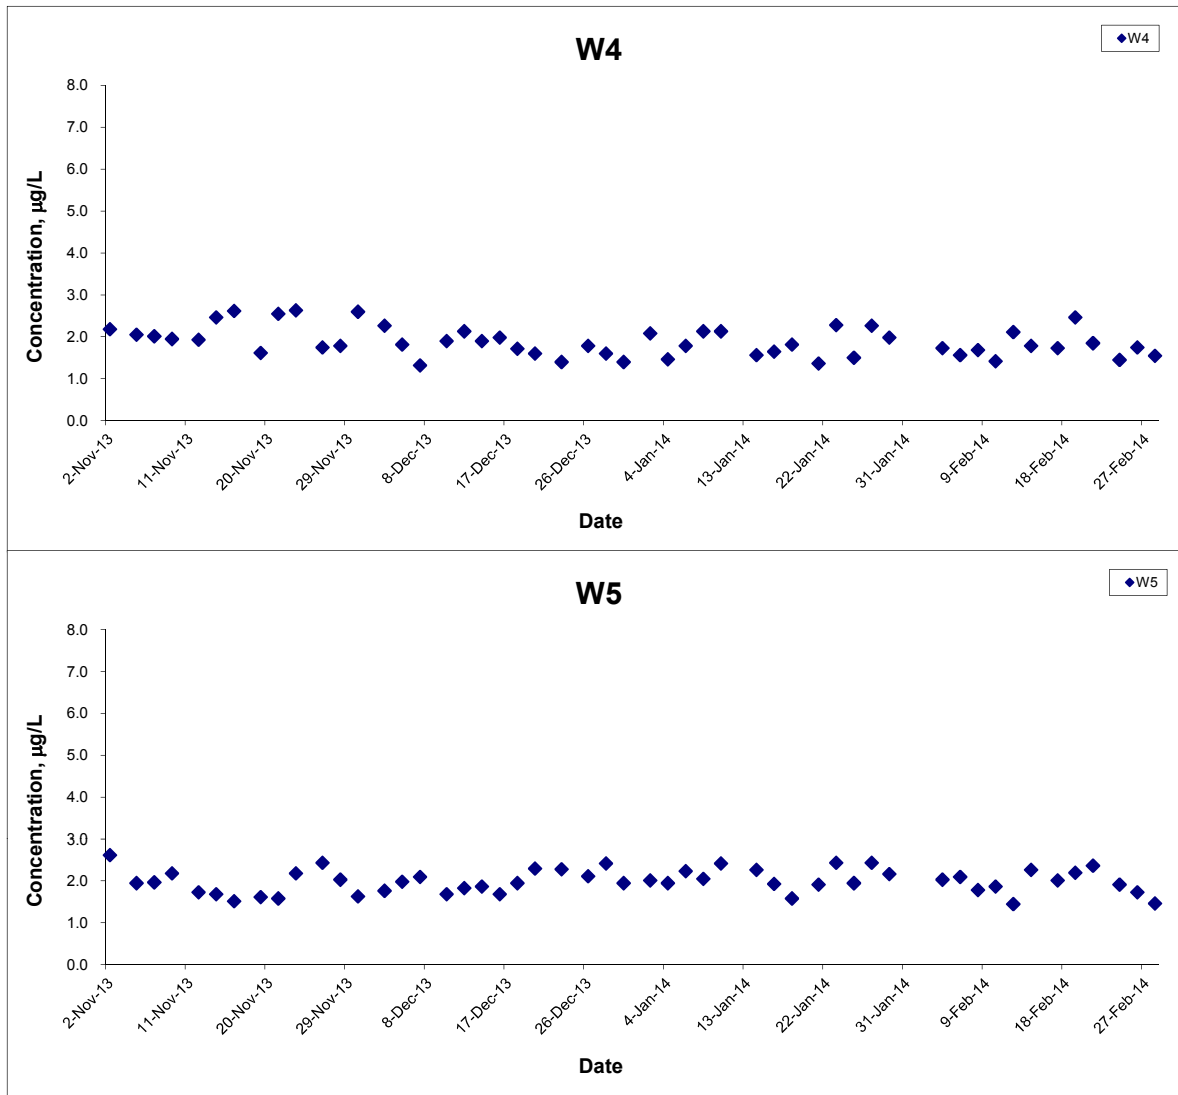 W4
W4
8.0
7.0
6.0
5.0
4.0
3.0
2.0
1.0
0.0
Concentration, µg/L
2-Nov-13
11-Nov-13
20-Nov-13
29-Nov-13
8-Dec-13
17-Dec-13
26-Dec-13
4-Jan-14
13-Jan-14
22-Jan-14
31-Jan-14
9-Feb-14
18-Feb-14
27-Feb-14
Date
W5
W5
8.0
7.0
6.0
5.0
4.0
3.0
2.0
1.0
0.0
Concentration, µg/L
2-Nov-13
11-Nov-13
20-Nov-13
29-Nov-13
8-Dec-13
17-Dec-13
26-Dec-13
4-Jan-14
13-Jan-14
22-Jan-14
31-Jan-14
9-Feb-14
18-Feb-14
27-Feb-14
Date